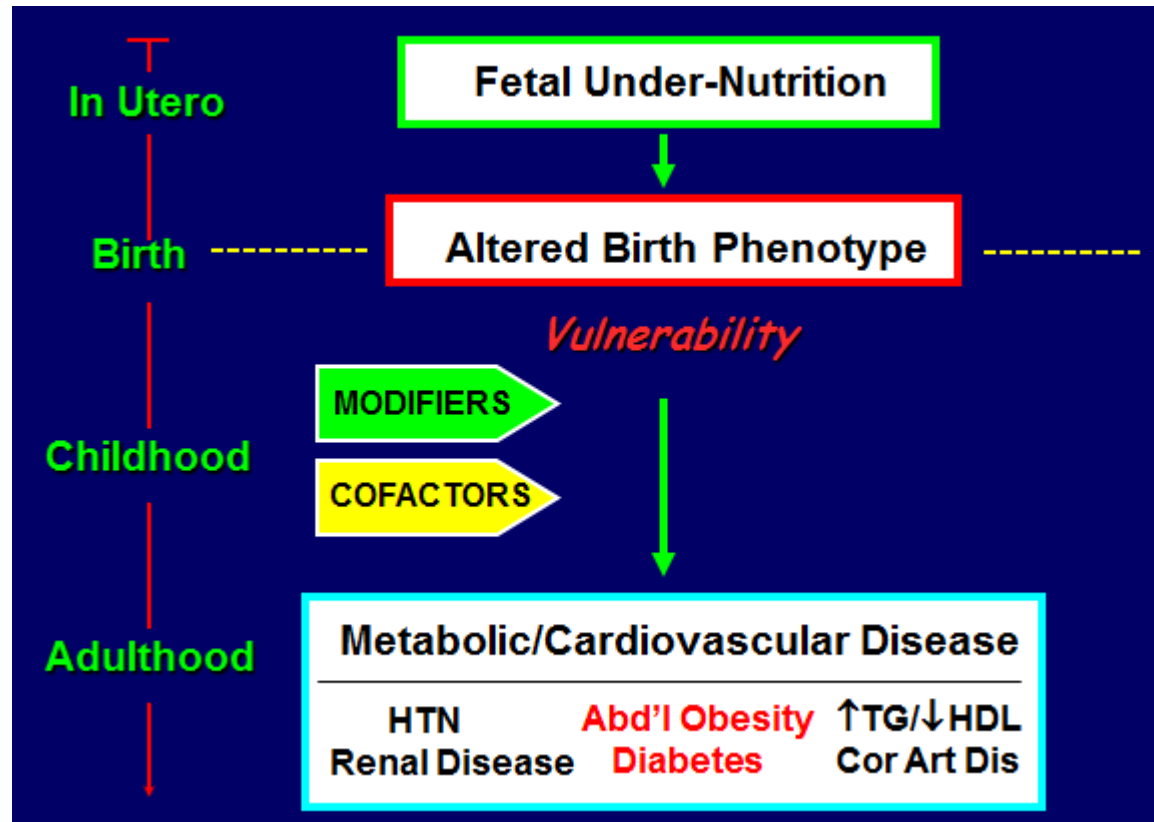 In Utero
Fetal Under-Nutrition
Birth
Altered Birth Phenotype
Vulnerability
MODIFIERS
Childhood
COFACTORS
Adulthood
Metabolic/Cardiovascular Disease
HTN Abd'l Obesity ↑TG/↓HDL
Renal Disease Diabetes Cor Art Dis